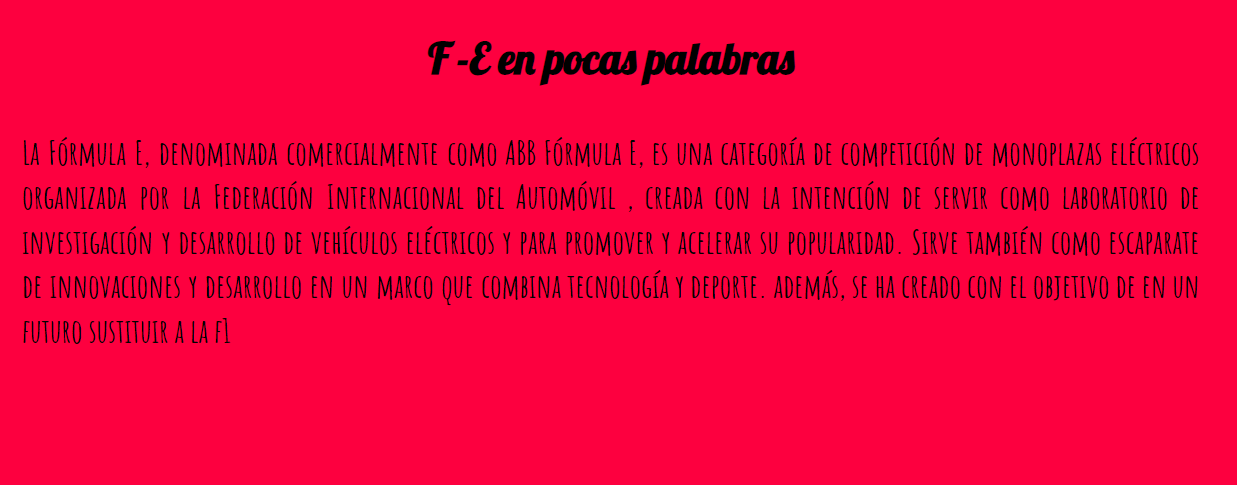 F -E en pocas palabras
La Fórmula E, denominada comercialmente como ABB Fórmula E, es una categoría de competición de monoplazas eléctricos
organizada por la Federación Internacional del Automóvil , creada con la intención de servir como laboratorio de
investigación y desarrollo de vehículos eléctricos y para promover y acelerar su popularidad. Sirve también como escaparate
de innovaciones y desarrollo en un marco que combina tecnología y deporte. además, se ha creado con el objetivo de en un
futuro sustituir a la f1